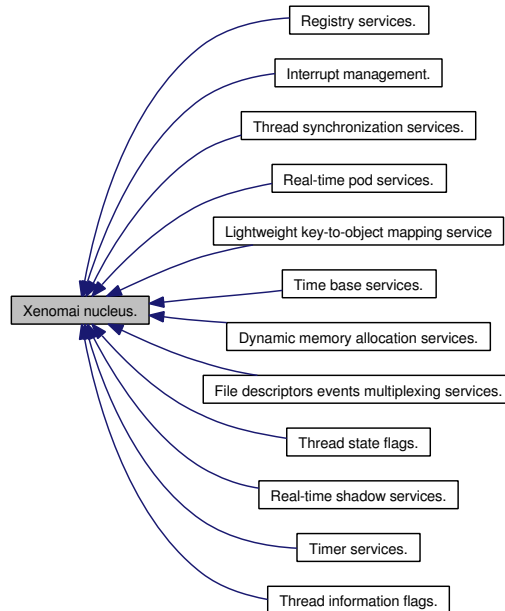 Registry services.
Interrupt management.
Thread synchronization services.
Real-time pod services.
Lightweight key-to-object mapping service
Time base services.
Xenomai nucleus.
Dynamic memory allocation services.
File descriptors events multiplexing services.
Thread state flags.
Real-time shadow services.
Timer services.
Thread information flags.